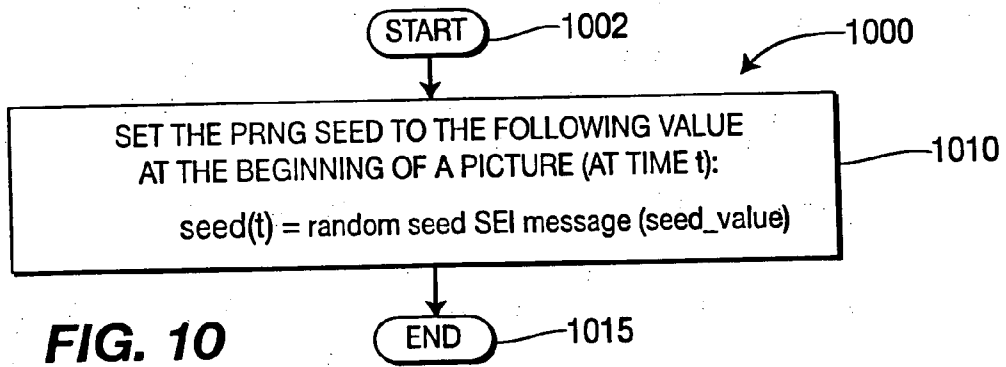 START
1002
1000
SET THE PRNG SEED TO THE FOLLOWING VALUE
AT THE BEGINNING OF A PICTURE (AT TIME t):
seed(t) = random seed SEI message (seed_value)
1010
END
1015
FIG. 10